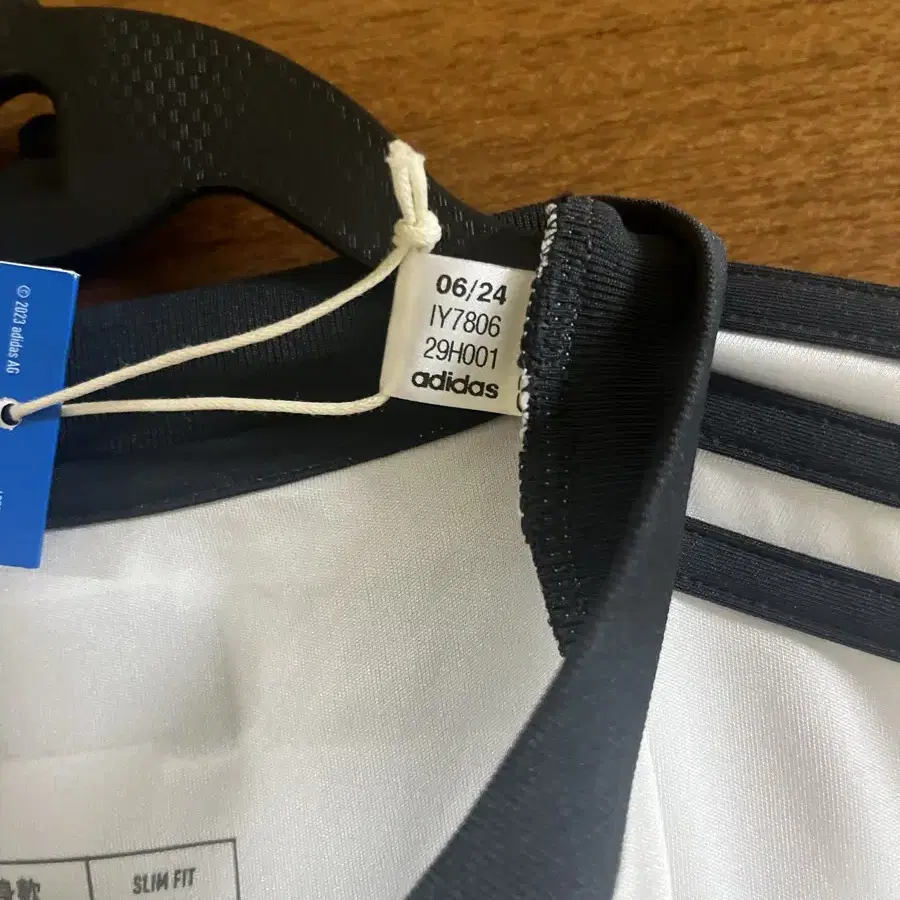 © 2023 adidas AG
06/24
IY7806
29H001
adidas
SLIM FIT